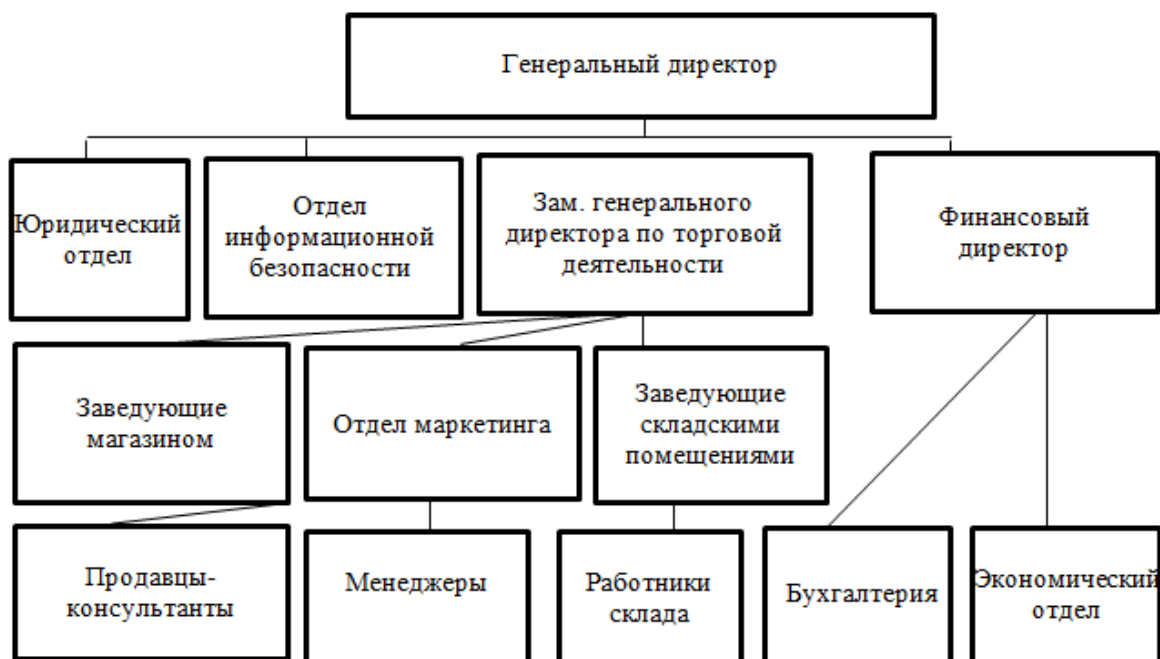 Генеральный директор
Юридический
отдел
Отдел
информационной
безопасности
Зам. генерального
директора по торговой
деятельности
Финансовый
директор
Заведующие
магазином
Отдел маркетинга
Заведующие
складскими
помещениями
Продавцы-
консультанты
Менеджеры
Работники
склада
Бухгалтерия
Экономический
отдел